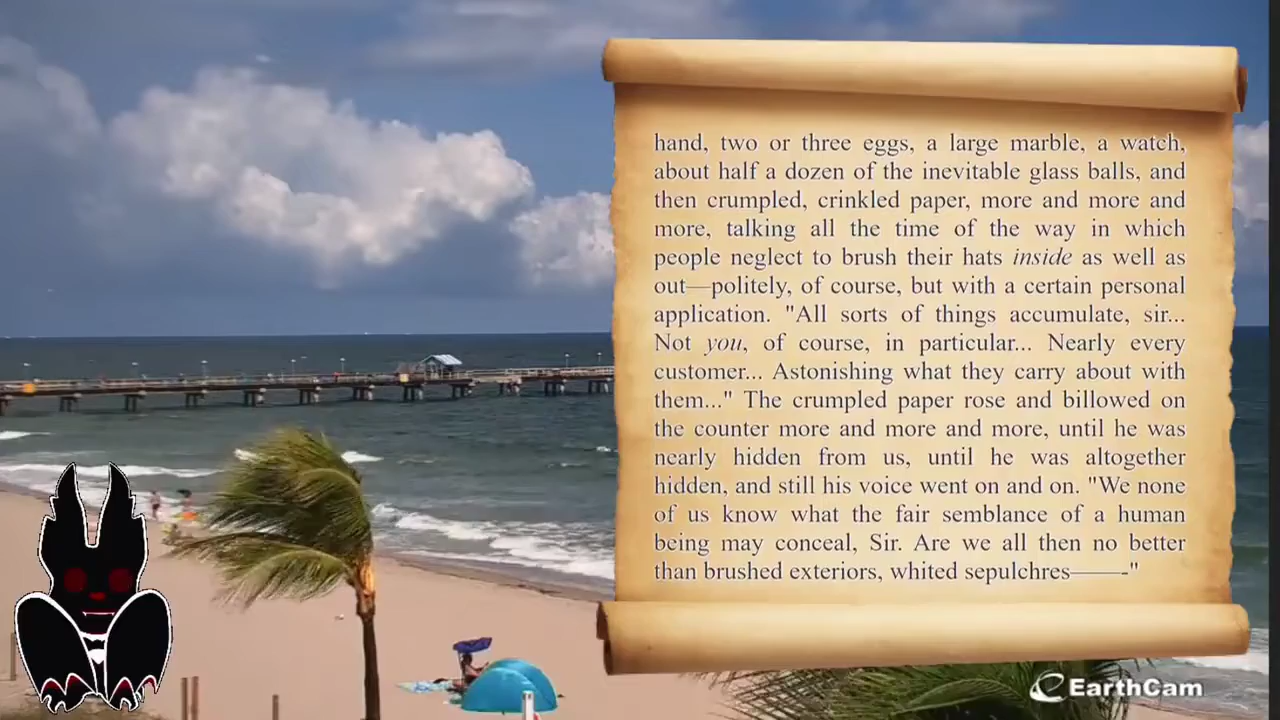 hand, two or three eggs, a large marble, a watch,
about half a dozen of the inevitable glass balls, and
then crumpled, crinkled paper, more and more and
more, talking all the time of the way in which
people neglect to brush their hats inside as well as
out—politely, of course, but with a certain personal
application. "All sorts of things accumulate, sir...
Not you, of course, in particular... Nearly every
customer... Astonishing what they carry about with
them..." The crumpled paper rose and billowed on
the counter more and more and more, until he was
nearly hidden from us, until he was altogether
hidden, and still his voice went on and on. "We none
of us know what the fair semblance of a human
being may conceal, Sir. Are we all then no better
than brushed exteriors, whited sepulchres——-"
EarthCam